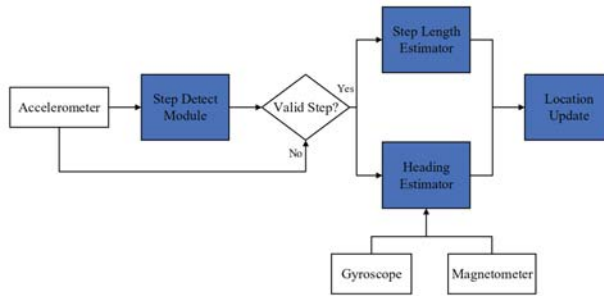 Step Length
Estimator
Yes
Accelerometer
Step Detect
Module
Valid Step?
Location
Update
No
Heading
Estimator
Gyroscope
Magnetometer